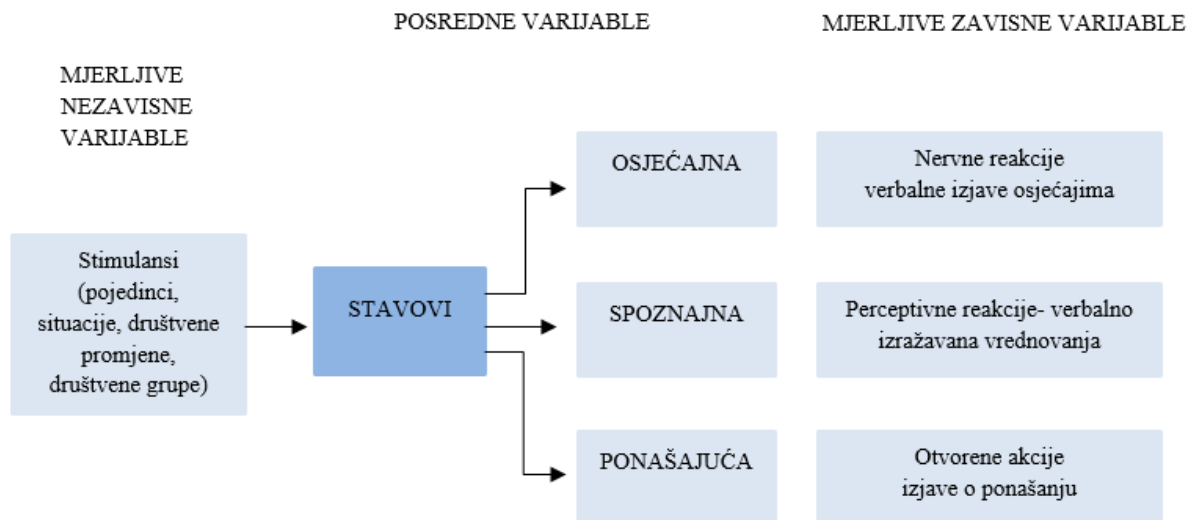 POSREDNE VARIJABLE
MJERLJIVE ZAVISNE VARIJABLE
MJERLJIVE
NEZAVISNE
VARIJABLE
Stimulansi
(pojedinci,
situacije, društvene
promjene,
društvene grupe)
STAVOVI
OSJEĆAJNA
Nervne reakcije
verbalne izjave osjećajima
SPOZNAJNA
Perceptivne reakcije- verbalno
izražavana vrednovanja
PONAŠAJUĆA
Otvorene akcije
izjave o ponašanju